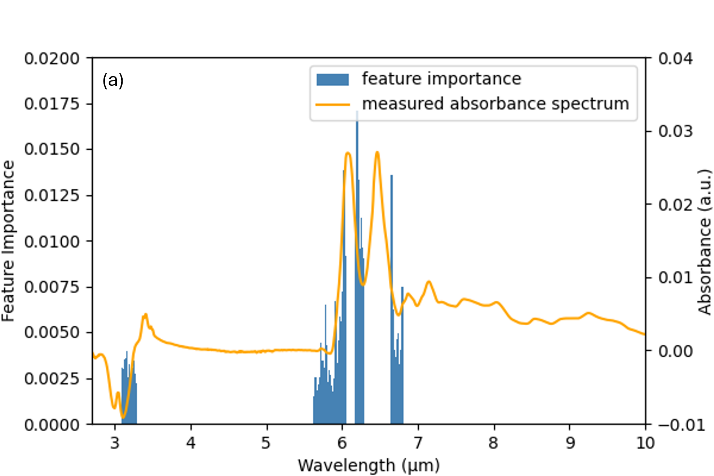 (a)
feature importance
measured absorbance spectrum
0.0200
0.0175
0.0150
0.0125
0.0100
0.0075
0.0050
0.0025
0.0000
Feature Importance
0.04
0.03
0.02
0.01
0.00
−0.01
Absorbance (a.u.)
3 4 5 6 7 8 9 10
Wavelength (μm)